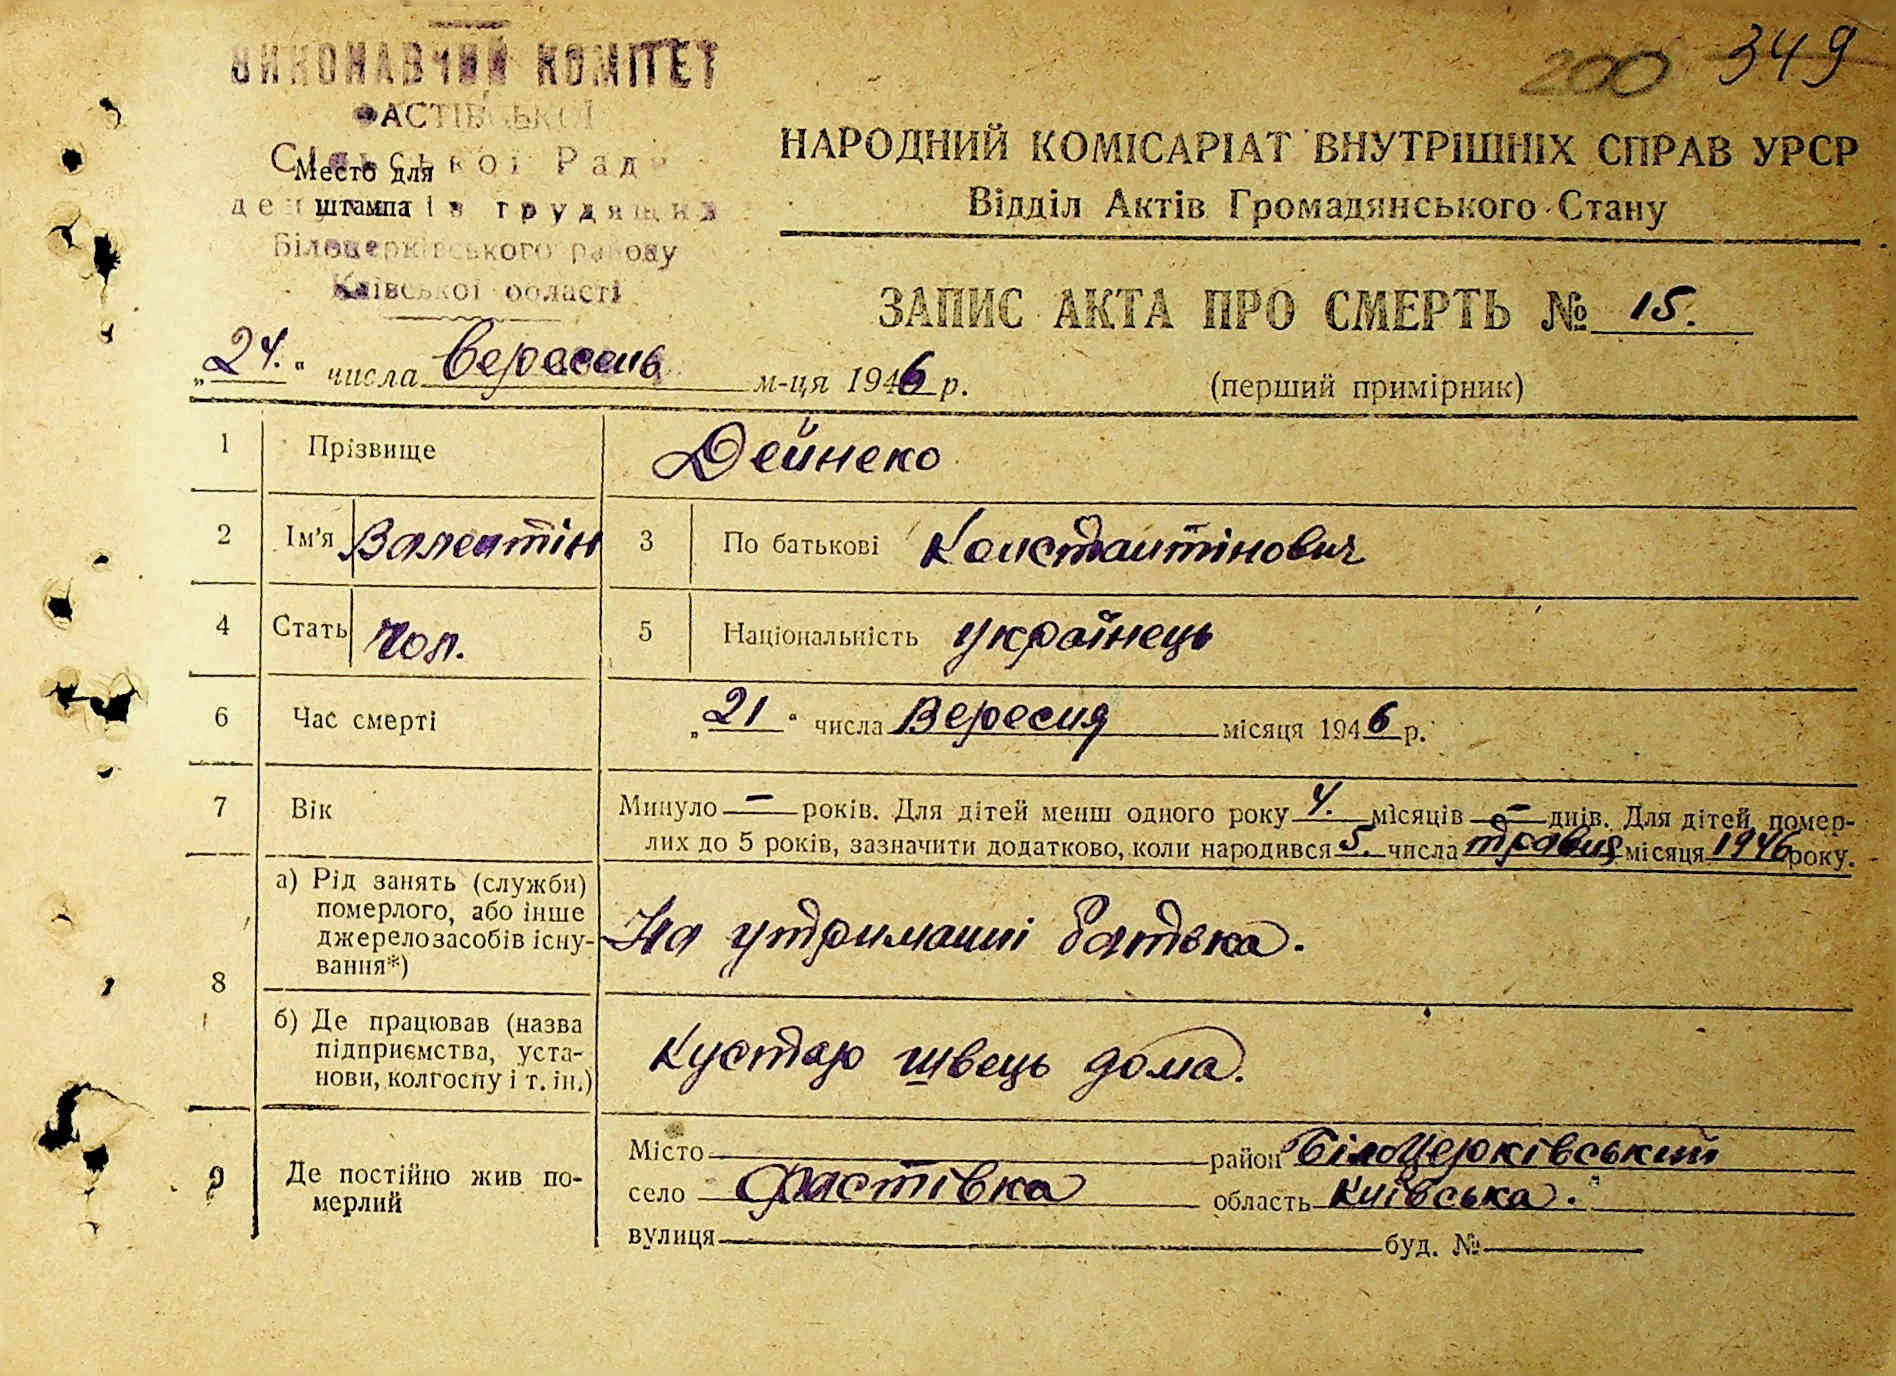 200 349
ВИКОНАВЧИЙ КОМІТЕТ
ФАСТІВСЬКОЇ
Сільської Ради
Место для
штампа
депутатів трудящих
Білоцерківського району
Київської області
НАРОДНИЙ КОМІСАРІАТ ВНУТРІШНІХ СПРАВ УРСР
Відділ Актів Громадянського Стану
ЗАПИС АКТА ПРО СМЕРТЬ № 15.
(перший примірник)
„24.“ числа Вересень м-ця 1946 р.
1 Прізвище Дейнеко
2 Ім'я Валентін 3 По батькові Константінович
4 Стать чол. 5 Національність українець
6 Час смерті „21“ числа Вересня місяця 1946 р.
7 Вік Минуло — років. Для дітей менш одного року 4. місяців — днів. Для дітей, помер-
лих до 5 років, зазначити додатково, коли народився 5. числа травня місяця 1946 року.
8 а) Рід занять (служби)
померлого, або інше
джерело засобів існу-
вання*)
На утриманні батька.
б) Де працював (назва
підприємства, уста-
нови, колгоспу і т. ін.)
Кустар швець дома.
9 Де постійно жив по-
мерлий
Місто район Білоцерківський
село Фастівка область Київська.
вулиця буд. №